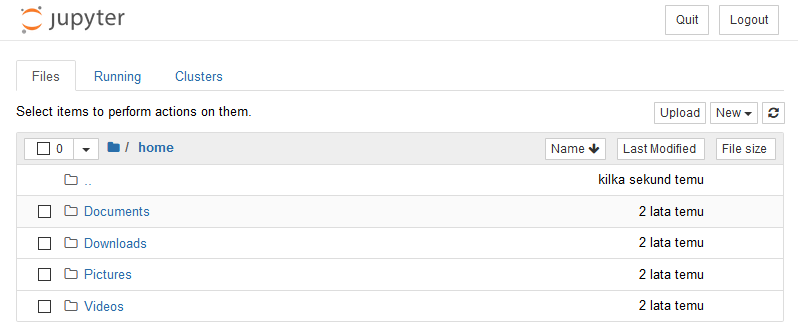 jupyter Quit Logout
Files Running Clusters
Select items to perform actions on them. Upload New
0 / home Name Last Modified File size
.. kilka sekund temu
Documents 2 lata temu
Downloads 2 lata temu
Pictures 2 lata temu
Videos 2 lata temu